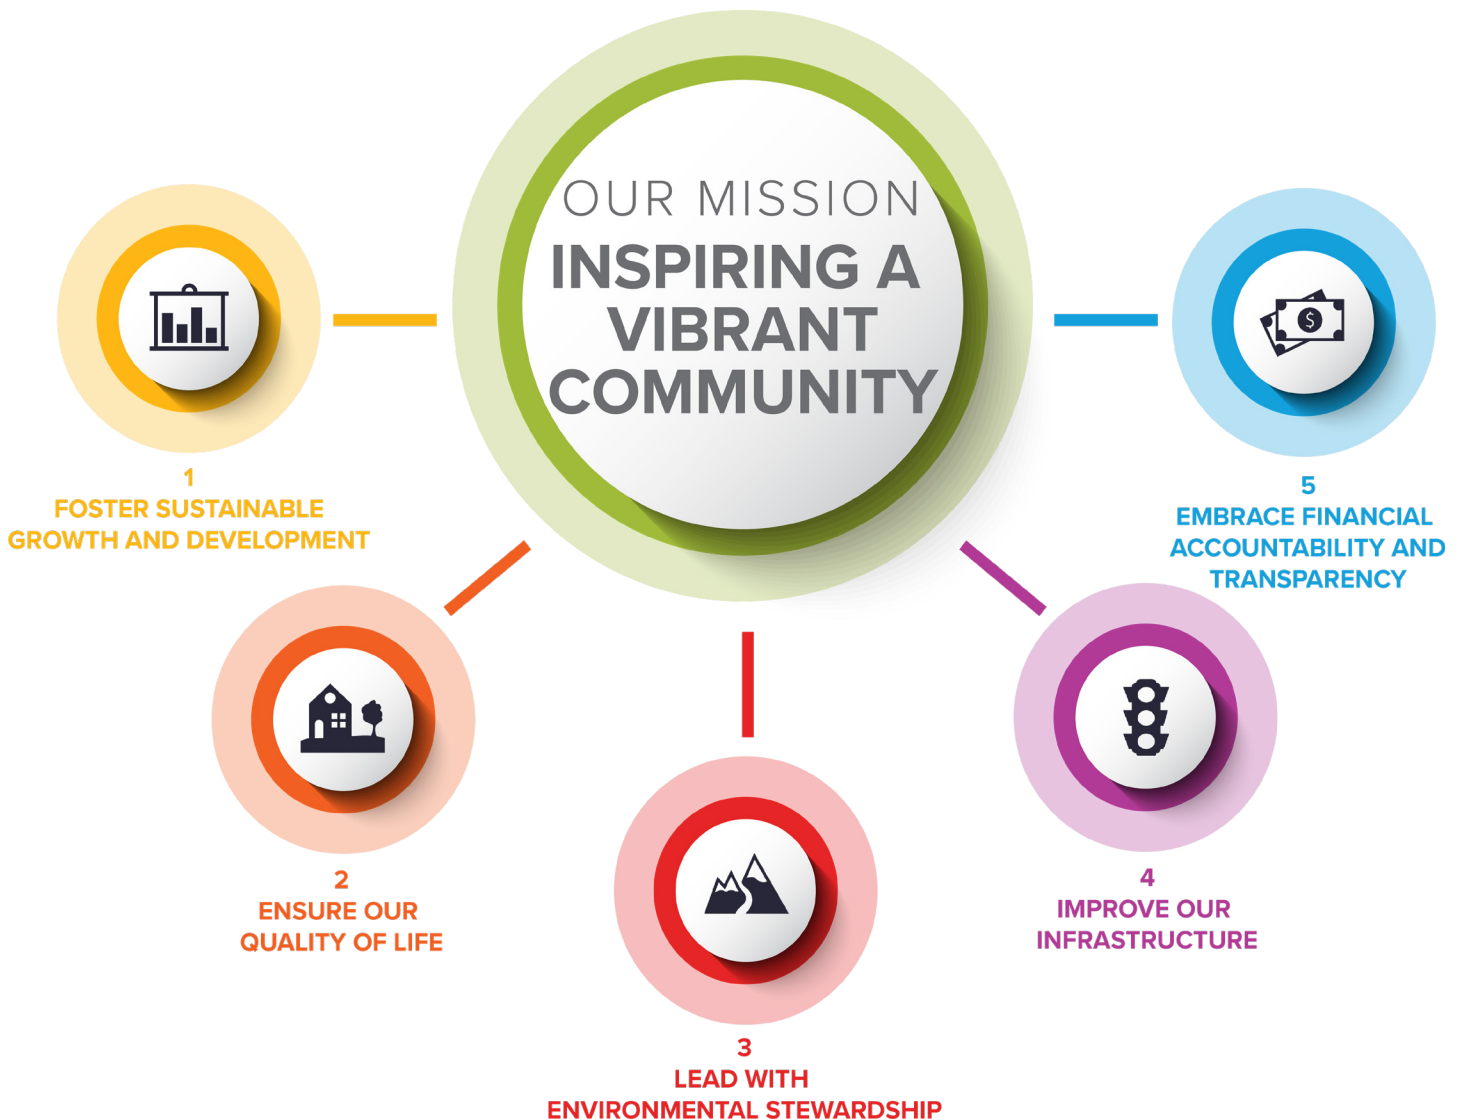 OUR MISSION
INSPIRING A
VIBRANT
COMMUNITY
1
FOSTER SUSTAINABLE
GROWTH AND DEVELOPMENT
2
ENSURE OUR
QUALITY OF LIFE
3
LEAD WITH
ENVIRONMENTAL STEWARDSHIP
4
IMPROVE OUR
INFRASTRUCTURE
5
EMBRACE FINANCIAL
ACCOUNTABILITY AND
TRANSPARENCY
$